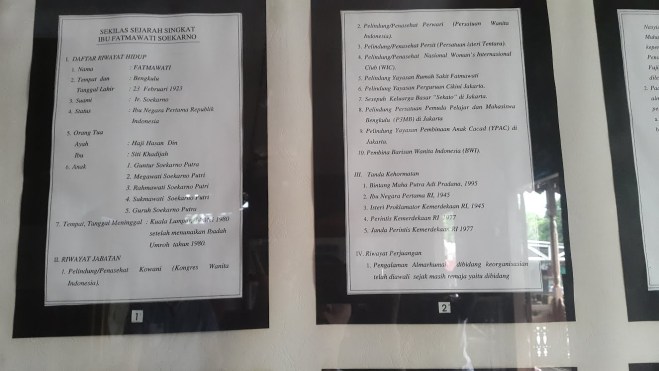 SEKILAS SEJARAH SINGKAT
IBU FATMAWATI SOEKARNO
I. DAFTAR RIWAYAT HIDUP
1. Nama : FATMAWATI
2. Tempat dan : Bengkulu
Tanggal Lahir : 23 Februari 1923
3. Suami : Ir. Soekarno
4. Status : Ibu Negara Pertama Republik
Indonesia
5. Orang Tua
Ayah : Haji Hasan Din
Ibu : Siti Khadijah
6. Anak : 1. Guntur Soekarno Putra
2. Megawati Soekarno Putri
3. Rahmawati Soekarno Putri
4. Sukmawati Soekarno Putri
5. Guruh Soekarno Putra
7. Tempat, Tanggal Meninggal : Kuala Lumpur, 1980
setelah menunaikan Ibadah
Umroh tahun 1980.
II. RIWAYAT JABATAN
1. Pelindung/Penasehat Kowani (Kongres Wanita
Indonesia),
1
2. Pelindung/Penasehat Perwari (Persatuan Wanita
Indonesia).
3. Pelindung/Penasehat Persit (Persatuan isteri Tentara).
4. Pelindung/Penasehat Nasional Woman's Internasional
Club (WIC).
5. Pelindung Yayasan Rumah Sakit Fatmawati
6. Pelindung Yayasan Perguruan Cikini Jakarta.
7. Sesepuh Keluarga Besar "Sekato" di Jakarta.
8. Pelindung Persatuan Pemuda Pelajar dan Mahasiswa
Bengkulu (P3MB) di Jakarta
9. Pelindung Yayasan Pembinaan Anak Cacad (YPAC) di
Jakarta.
10. Pembina Barisan Wanita Indonesia (BWI).
III. Tanda Kehormatan
1. Bintang Maha Putra Adi Pradana, 1995
2. Ibu Negara Pertama RI, 1945
3. Isteri Proklamator Kemerdekaan RI, 1945
4. Perintis Kemerdekaan RI 1977
5. Janda Perintis Kemerdekaan RI 1977
IV. Riwayat Perjuangan
1. Pengalaman Almarhumah dibidang keorganisasian
telah diawali sejak masih remaja yaitu dibidang
2